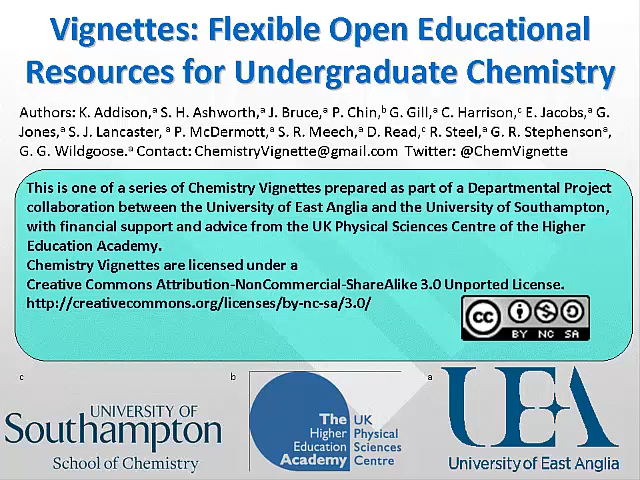 Vignettes: Flexible Open Educational
Resources for Undergraduate Chemistry
Authors: K. Addison,ᵃ S. H. Ashworth,ᵃ J. Bruce,ᵃ P. Chin,ᵇ G. Gill,ᵃ C. Harrison,ᶜ E. Jacobs,ᵃ G.
Jones,ᵃ S. J. Lancaster, ᵃ P. McDermott,ᵃ S. R. Meech,ᵃ D. Read,ᶜ R. Steel,ᵃ G. R. Stephensonᵃ,
G. G. Wildgoose.ᵃ Contact: ChemistryVignette@gmail.com Twitter: @ChemVignette
This is one of a series of Chemistry Vignettes prepared as part of a Departmental Project
collaboration between the University of East Anglia and the University of Southampton,
with financial support and advice from the UK Physical Sciences Centre of the Higher
Education Academy.
Chemistry Vignettes are licensed under a
Creative Commons Attribution-NonCommercial-ShareAlike 3.0 Unported License.
http://creativecommons.org/licenses/by-nc-sa/3.0/
cc
BY NC SA
c
UNIVERSITY OF
Southampton
School of Chemistry
b
The UK
Higher Physical
Education Sciences
Academy Centre
a
UEA
University of East Anglia